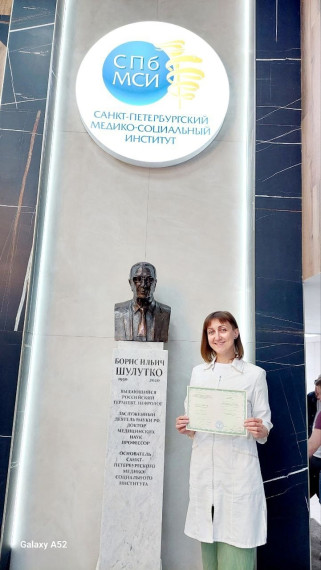 СПб
МСИ
САНКТ-ПЕТЕРБУРГСКИЙ
МЕДИКО-СОЦИАЛЬНЫЙ
ИНСТИТУТ
БОРИС ИЛЬИЧ
ШУЛУТКО
ВЫДАЮЩИЙСЯ
РОССИЙСКИЙ
ТЕРАПЕВТ, НЕФРОЛОГ
ЗАСЛУЖЕННЫЙ
ДЕЯТЕЛЬ НАУКИ РФ
ДОКТОР
МЕДИЦИНСКИХ
НАУК
ПРОФЕССОР
ОСНОВАТЕЛЬ
САНКТ-
ПЕТЕРБУРГСКОГО
МЕДИКО-
СОЦИАЛЬНОГО
ИНСТИТУТА
Galaxy A52